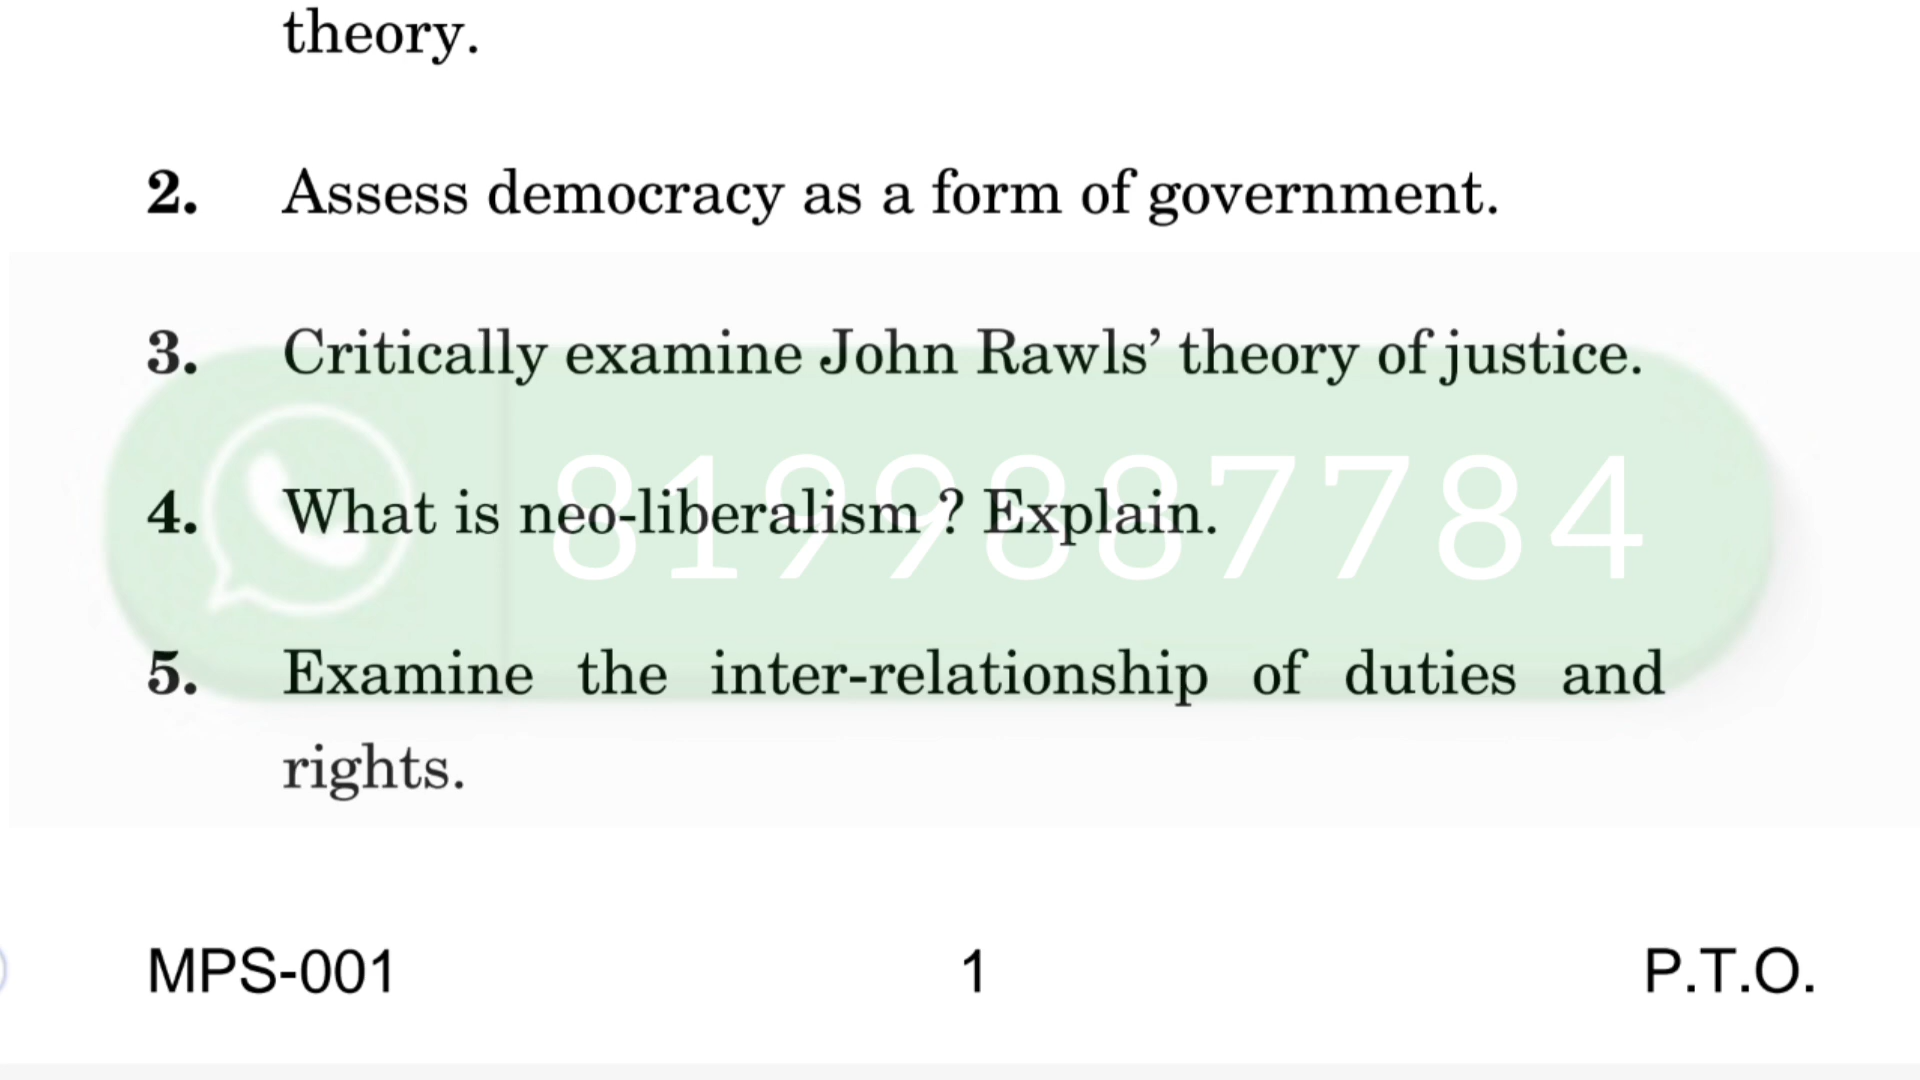 theory.
2. Assess democracy as a form of government.
3. Critically examine John Rawls’ theory of justice.
8199887784
4. What is neo-liberalism ? Explain.
5. Examine the inter-relationship of duties and
rights.
MPS-001 1 P.T.O.